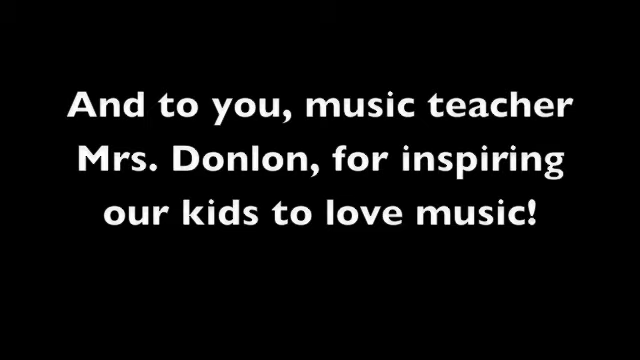 And to you, music teacher
Mrs. Donlon, for inspiring
our kids to love music!